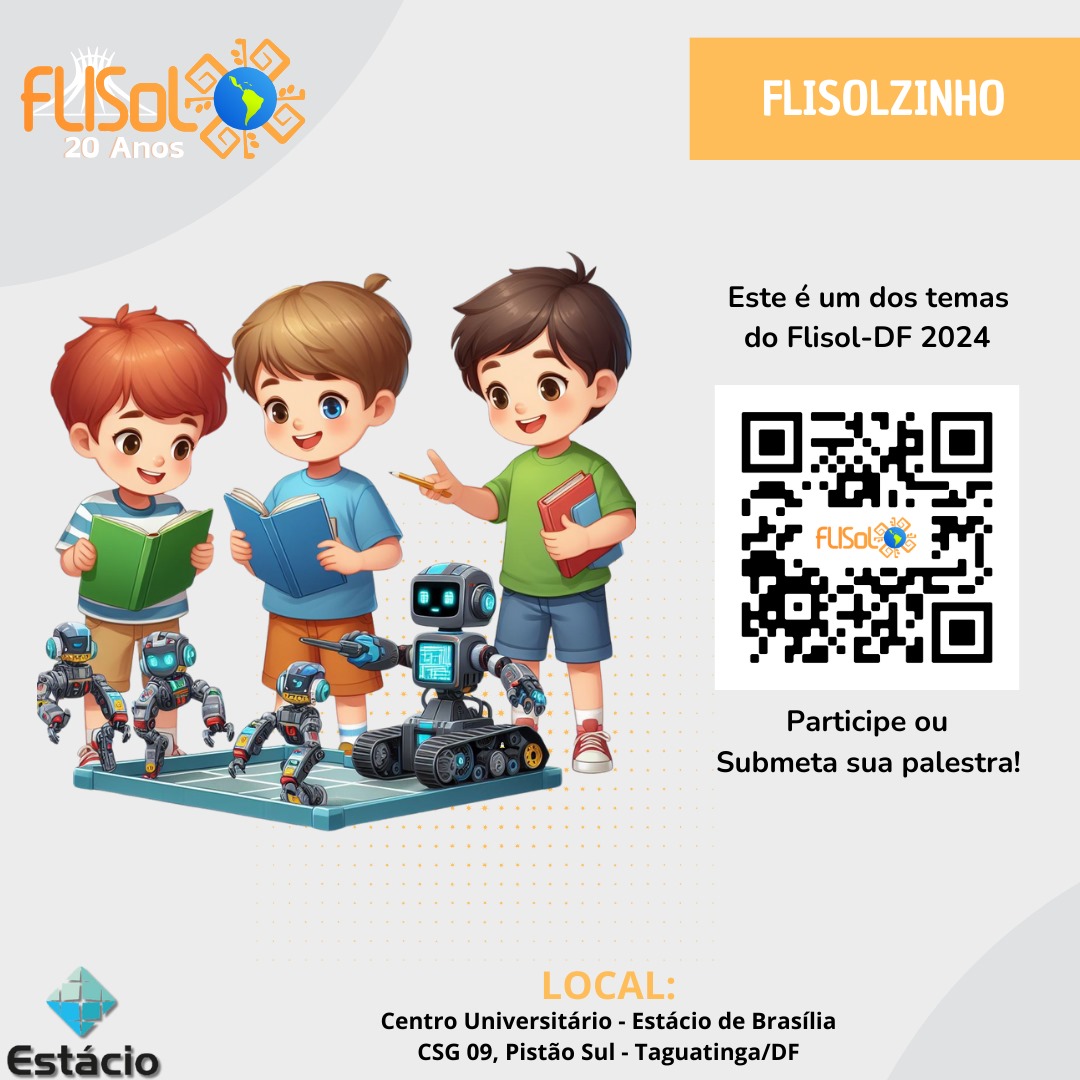 FLISol
20 Anos
FLISOLZINHO
Este é um dos temas
do Flisol-DF 2024
FLISol
Participe ou
Submeta sua palestra!
LOCAL:
Centro Universitário - Estácio de Brasília
CSG 09, Pistão Sul - Taguatinga/DF
Estácio